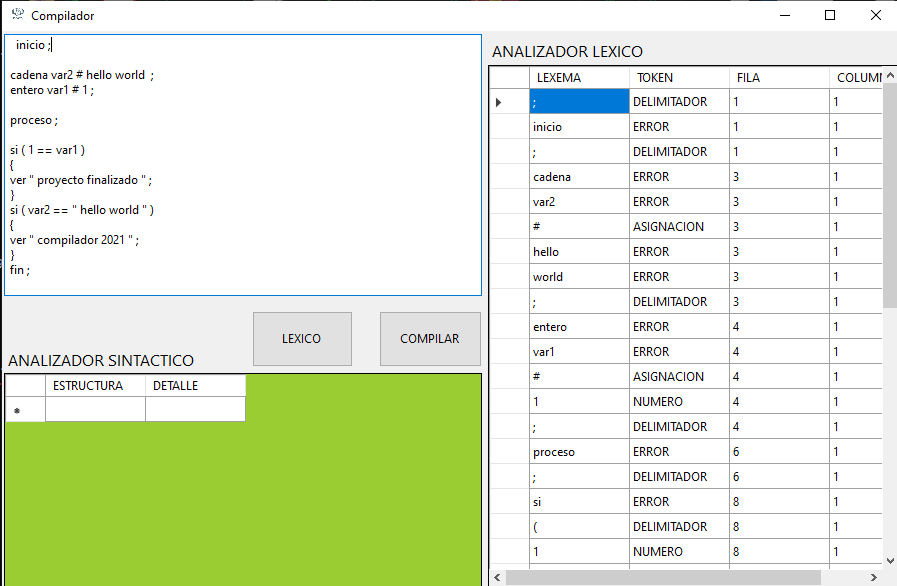 Compilador
inicio ;
cadena var2 # hello world ;
entero var1 # 1 ;
proceso ;
si ( 1 == var1 )
{
ver " proyecto finalizado " ;
}
si ( var2 == " hello world " )
{
ver " compilador 2021 " ;
}
fin ;
LEXICO COMPILAR
ANALIZADOR SINTACTICO
ESTRUCTURA DETALLE
ANALIZADOR LEXICO
LEXEMA TOKEN FILA COLUM
; DELIMITADOR 1 1
inicio ERROR 1 1
; DELIMITADOR 1 1
cadena ERROR 3 1
var2 ERROR 3 1
# ASIGNACION 3 1
hello ERROR 3 1
world ERROR 3 1
; DELIMITADOR 3 1
entero ERROR 4 1
var1 ERROR 4 1
# ASIGNACION 4 1
1 NUMERO 4 1
; DELIMITADOR 4 1
proceso ERROR 6 1
; DELIMITADOR 6 1
si ERROR 8 1
( DELIMITADOR 8 1
1 NUMERO 8 1